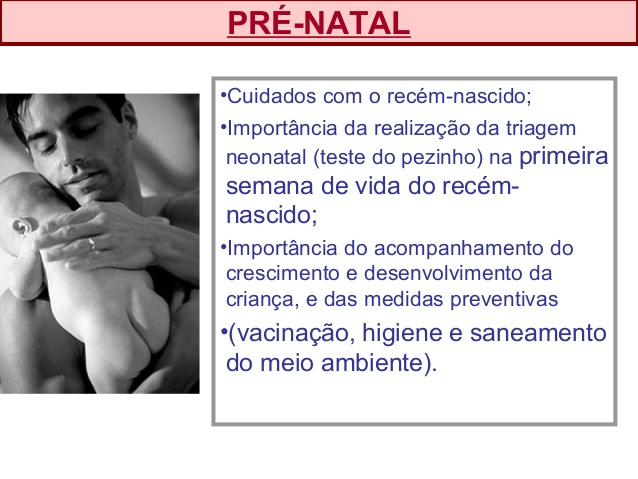 PRÉ-NATAL
•Cuidados com o recém-nascido;
•Importância da realização da triagem
neonatal (teste do pezinho) na primeira
semana de vida do recém-
nascido;
•Importância do acompanhamento do
crescimento e desenvolvimento da
criança, e das medidas preventivas
•(vacinação, higiene e saneamento
do meio ambiente).